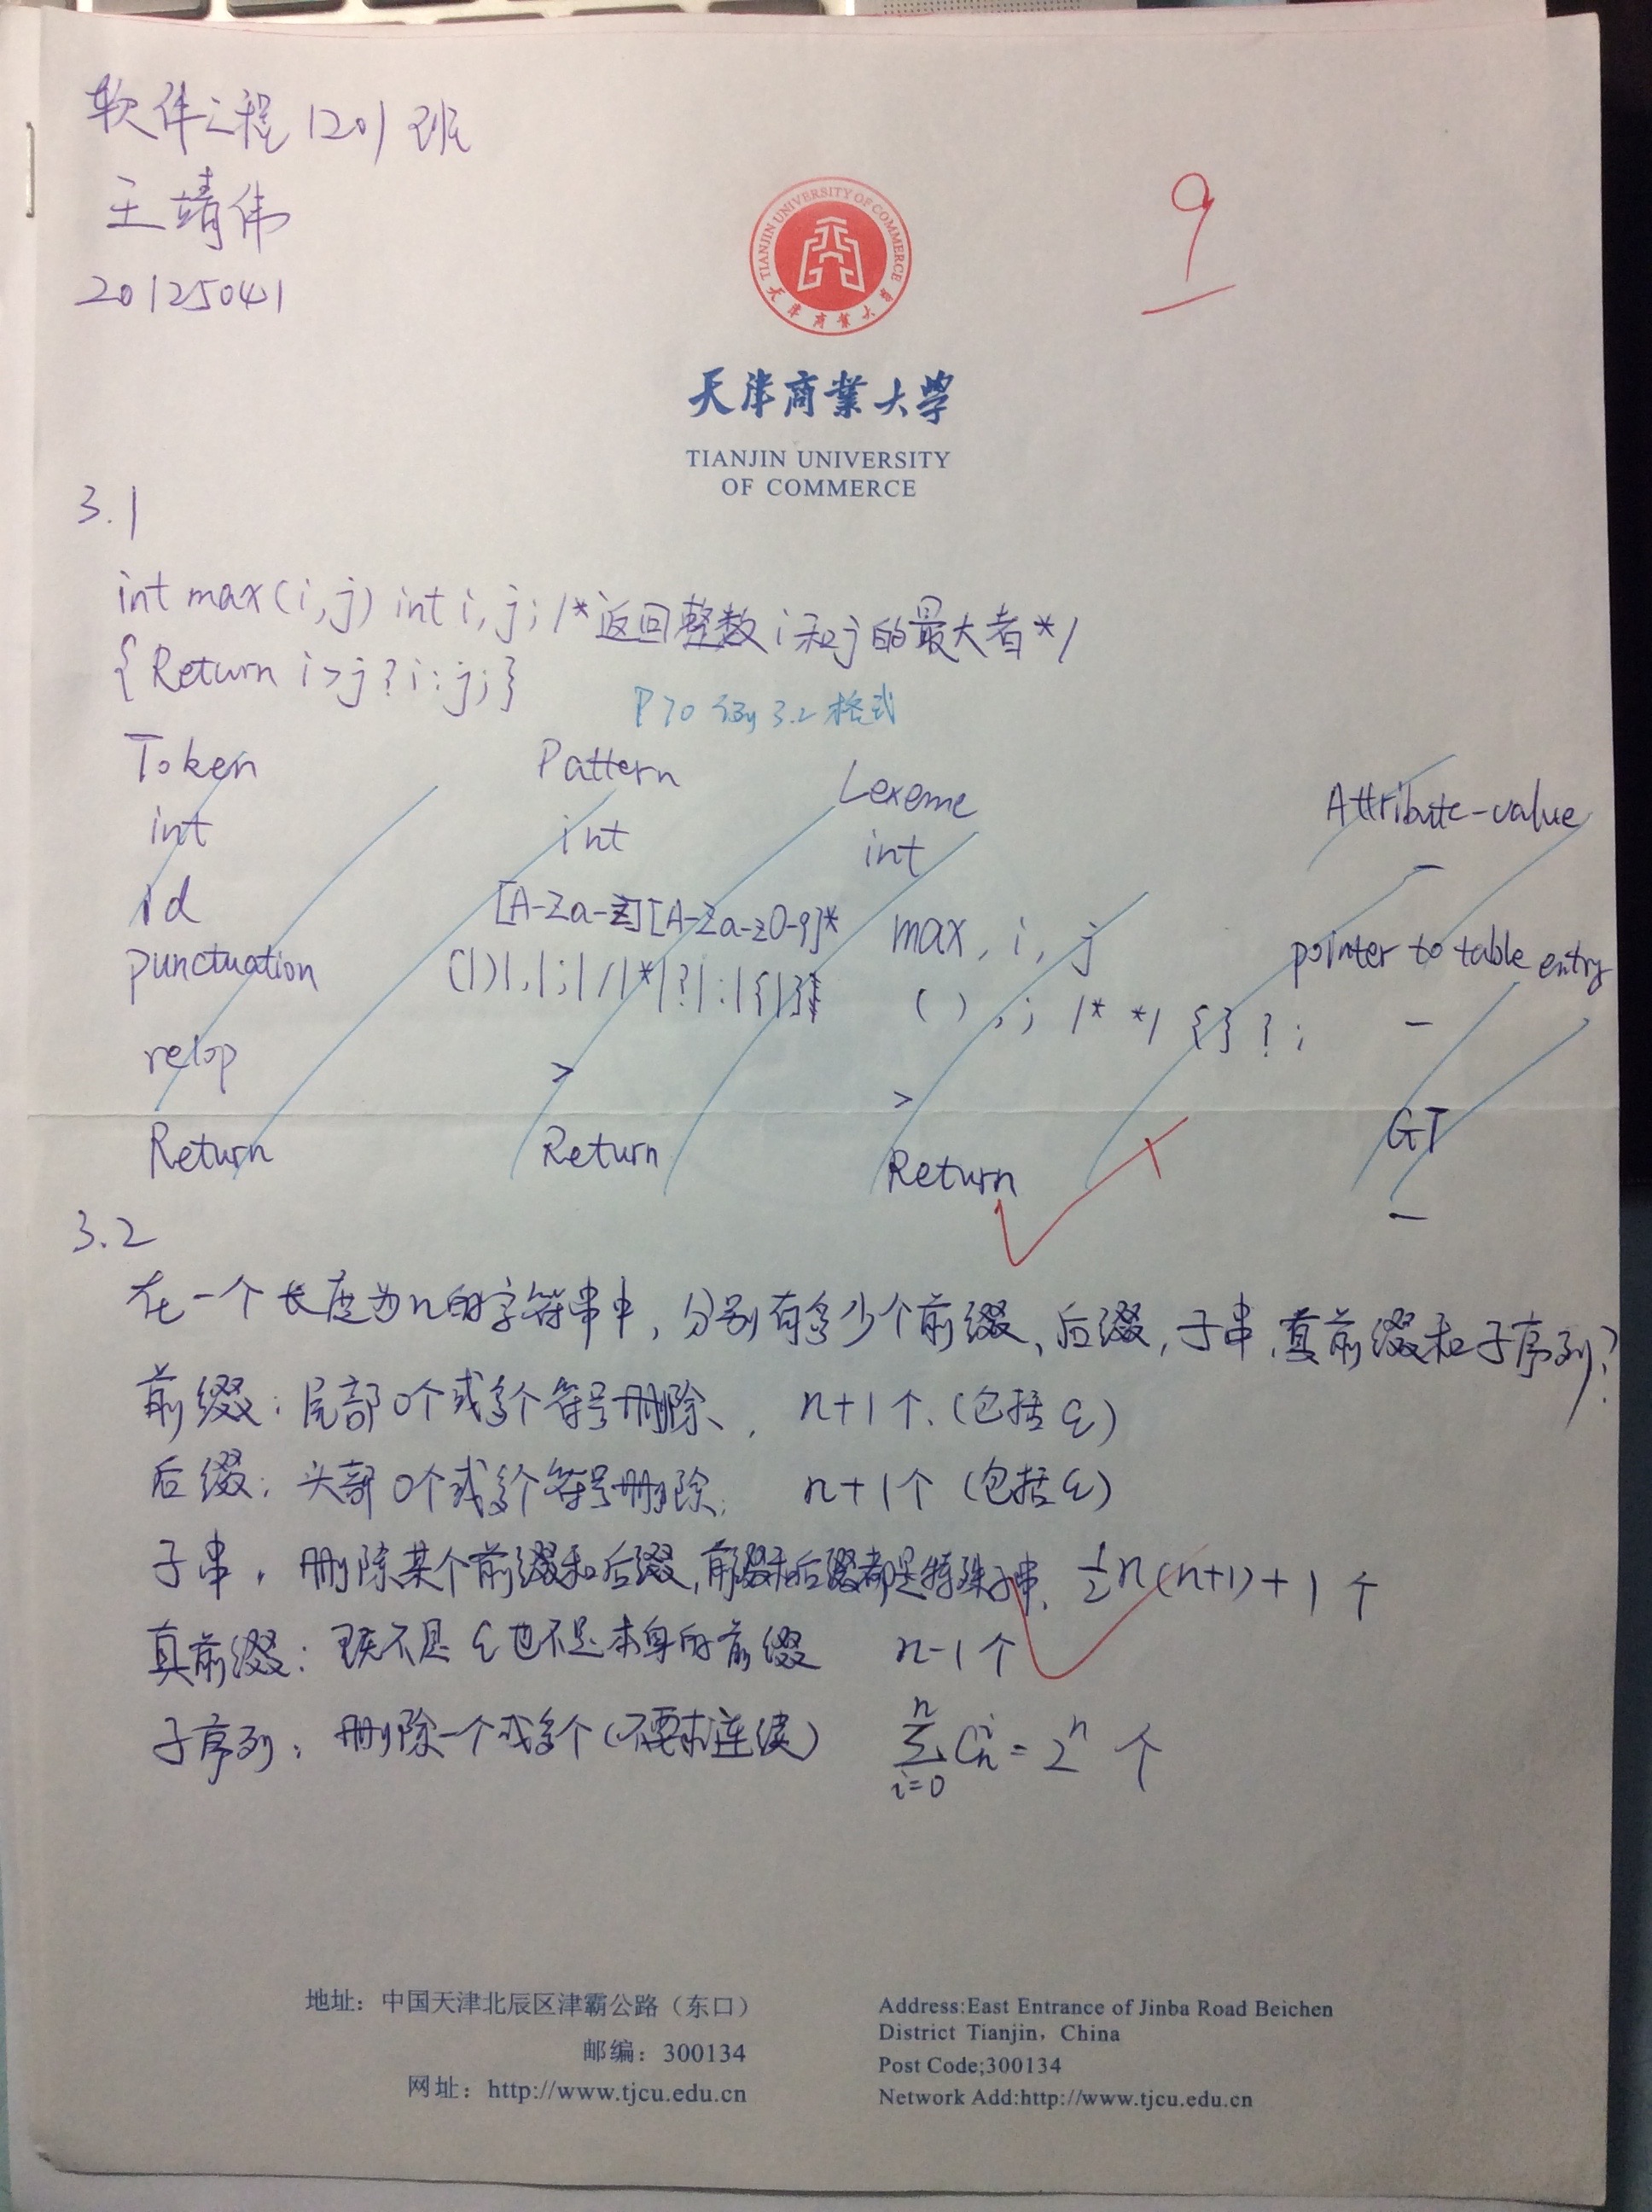 软件工程1201班
王靖伟
20125041
9
TIANJIN UNIVERSITY OF COMMERCE
天津商業大学
天津商業大学
TIANJIN UNIVERSITY
OF COMMERCE
3.1
int max(i,j) int i,j;/*返回整数i和j的最大者*/
{Return i>j?i:j;}
P70 例 3.2 格式
Token Pattern Lexeme Attribute-value
int int int —
id [A-Za-z][A-Za-z0-9]* max, i, j pointer to table entry
punctuation (|)|,|;|/|*|?|:|{|} ( ) , ; /* */ { } ? : —
relop > > GT
Return Return Return —
3.2
在一个长度为n的字符串中,分别有多少个前缀、后缀,子串,真前缀和子序列?
前缀:尾部0个或多个符号删除、, n+1个.(包括ε)
后缀:头部0个或多个符号删除; n+1个 (包括ε)
子串,删除某个前缀和后缀,前缀和后缀都是特殊子串, ½n(n+1)+1个
真前缀:既不是ε也不是本身的前缀 n-1个
子序列:删除一个或多个(不要求连续) ∑ⁿᵢ₌₀ Cⁱₙ = 2ⁿ 个
地址:中国天津北辰区津霸公路(东口)
邮编:300134
网址:http://www.tjcu.edu.cn
Address:East Entrance of Jinba Road Beichen
District Tianjin, China
Post Code;300134
Network Add:http://www.tjcu.edu.cn